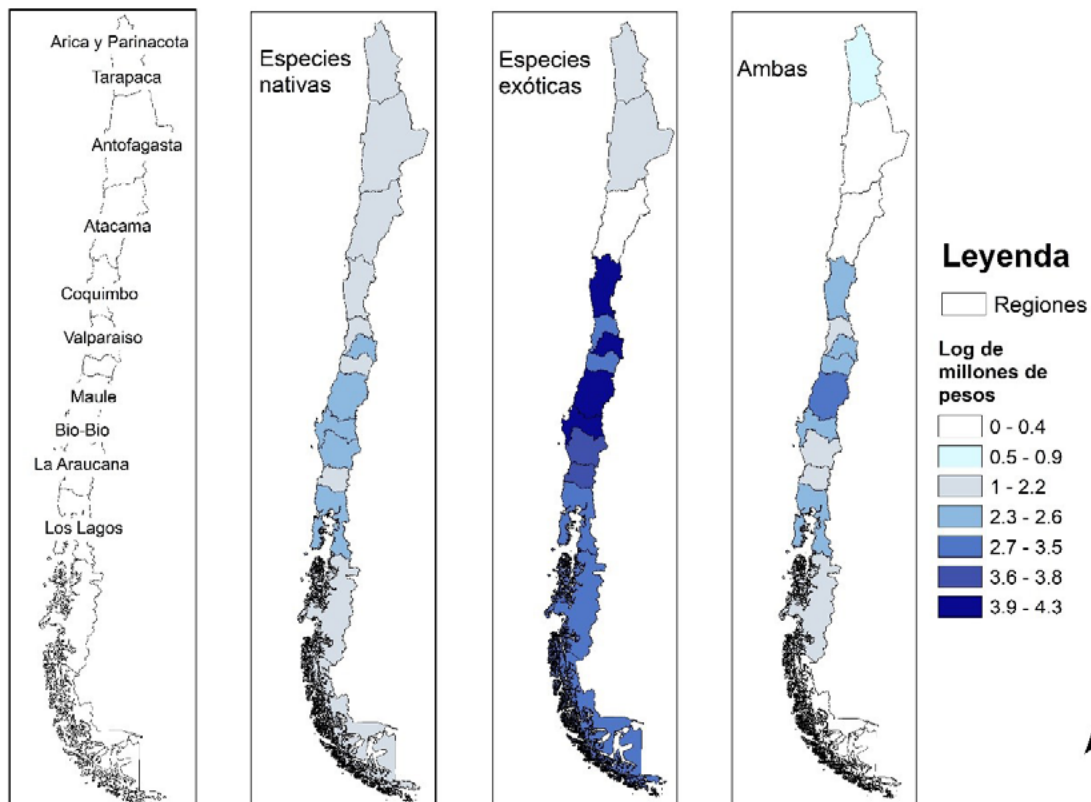 Arica y Parinacota
Tarapaca
Antofagasta
Atacama
Coquimbo
Valparaiso
Maule
Bio-Bio
La Araucana
Los Lagos
Especies
nativas
Especies
exóticas
Ambas
Leyenda
Regiones
Log de
millones de
pesos
0 - 0.4
0.5 - 0.9
1 - 2.2
2.3 - 2.6
2.7 - 3.5
3.6 - 3.8
3.9 - 4.3